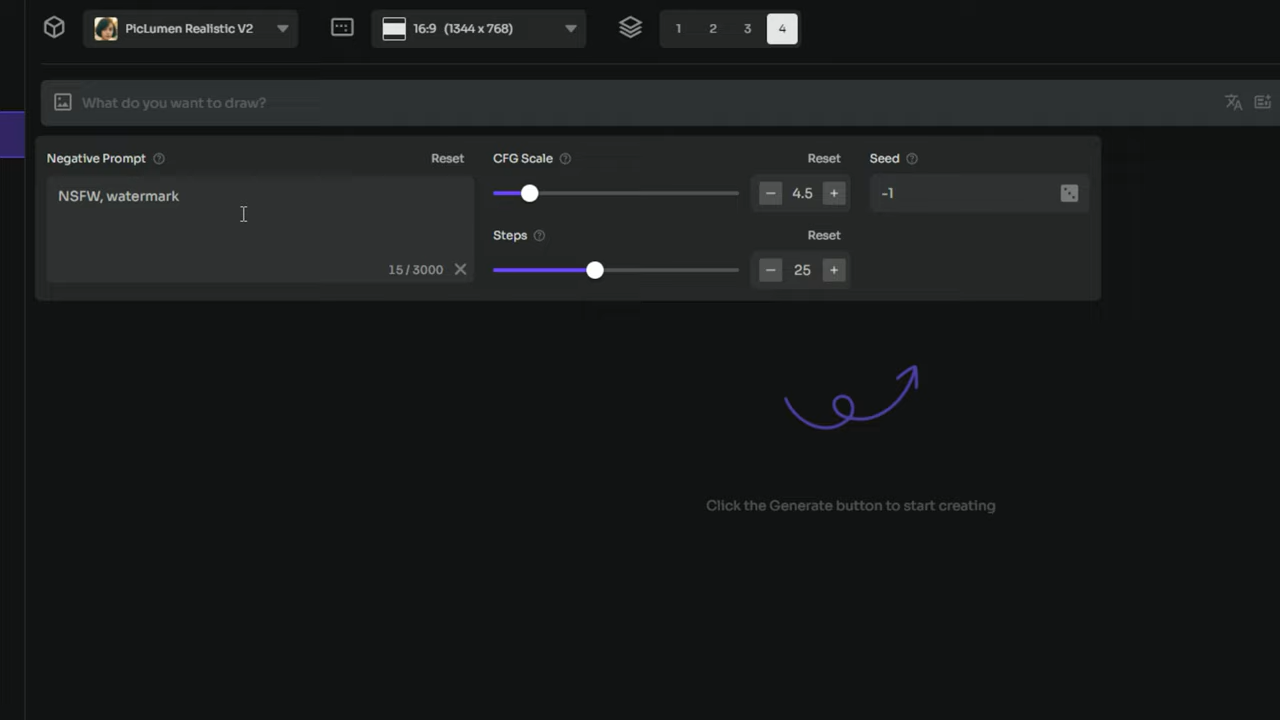 PicLumen Realistic V2
16:9 (1344 x 768)
1 2 3 4
What do you want to draw?
Negative Prompt
Reset
NSFW, watermark
15 / 3000
CFG Scale
Reset
4.5
Steps
Reset
25
Seed
-1
Click the Generate button to start creating